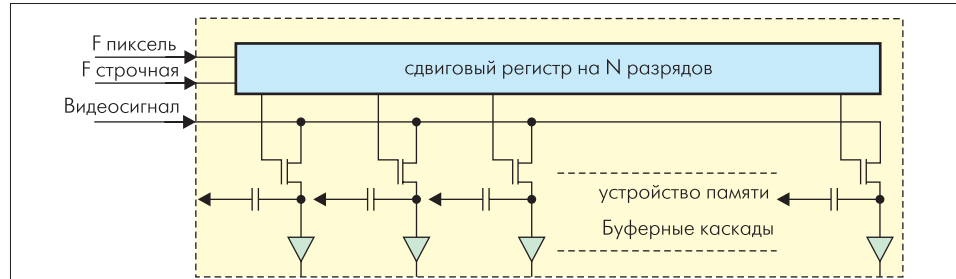 F пиксель
F строчная
сдвиговый регистр на N разрядов
Видеосигнал
устройство памяти
Буферные каскады